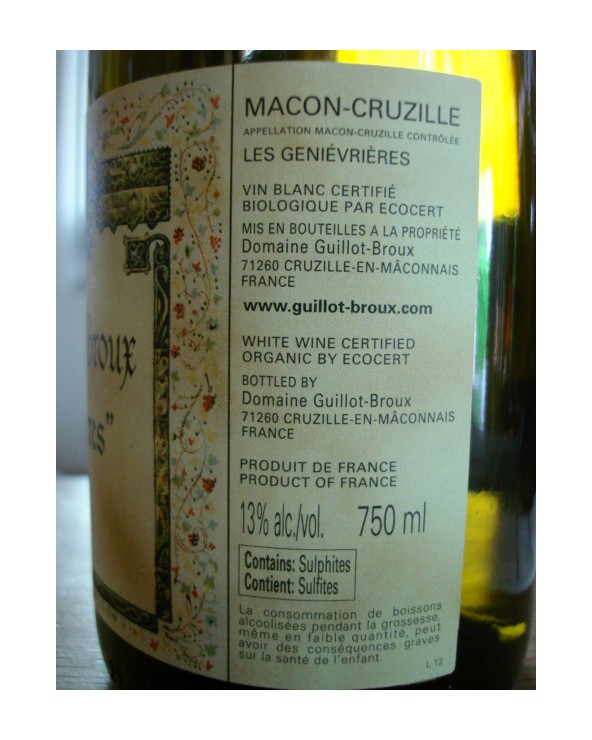 MACON-CRUZILLE
APPELLATION MACON-CRUZILLE CONTRÔLÉE
LES GENIÉVRIÈRES
VIN BLANC CERTIFIÉ
BIOLOGIQUE PAR ECOCERT
MIS EN BOUTEILLES A LA PROPRIÉTÉ
Domaine Guillot-Broux
71260 CRUZILLE-EN-MÂCONNAIS
FRANCE
www.guillot-broux.com
WHITE WINE CERTIFIED
ORGANIC BY ECOCERT
BOTTLED BY
Domaine Guillot-Broux
71260 CRUZILLE-EN-MÂCONNAIS
FRANCE
PRODUIT DE FRANCE
PRODUCT OF FRANCE
13% alc./vol. 750 ml
Contains: Sulphites
Contient: Sulfites
La consommation de boissons
alcoolisées pendant la grossesse,
même en faible quantité, peut
avoir des conséquences graves
sur la santé de l'enfant.
L 12